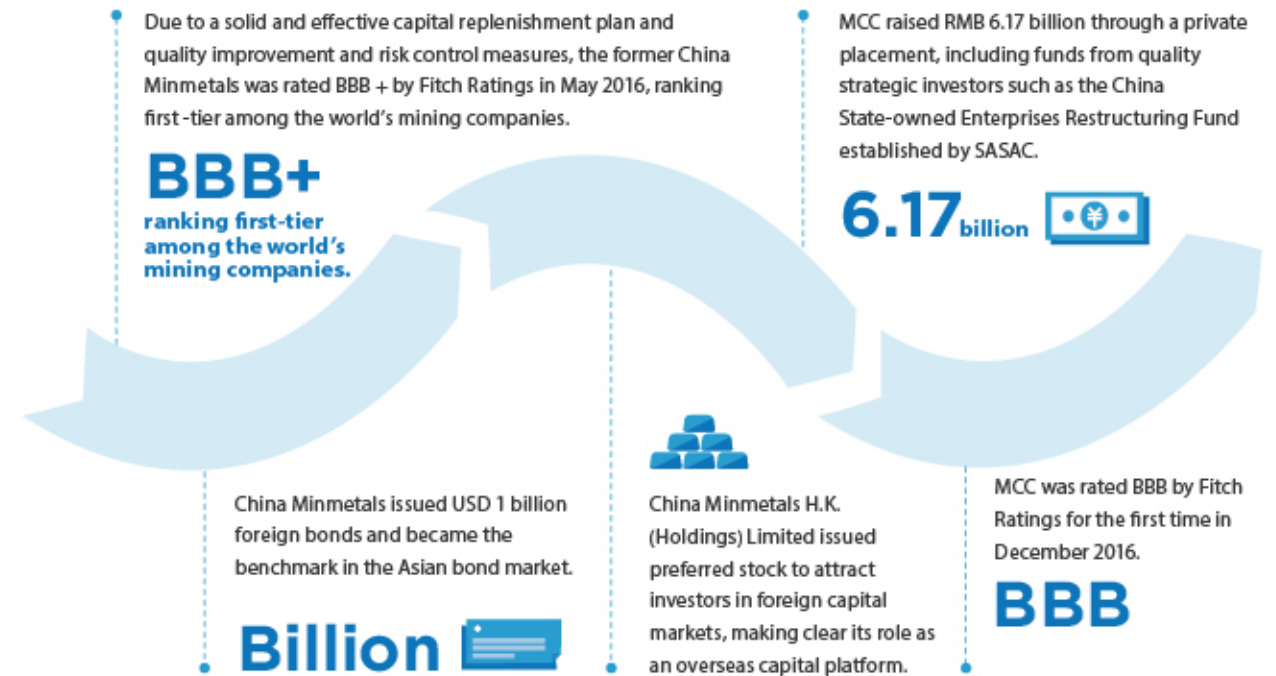 Due to a solid and effective capital replenishment plan and
quality improvement and risk control measures, the former China
Minmetals was rated BBB + by Fitch Ratings in May 2016, ranking
first -tier among the world's mining companies.
BBB+
ranking first-tier
among the world's
mining companies.
MCC raised RMB 6.17 billion through a private
placement, including funds from quality
strategic investors such as the China
State-owned Enterprises Restructuring Fund
established by SASAC.
6.17 billion
¥
China Minmetals issued USD 1 billion
foreign bonds and became the
benchmark in the Asian bond market.
Billion
China Minmetals H.K.
(Holdings) Limited issued
preferred stock to attract
investors in foreign capital
markets, making clear its role as
an overseas capital platform.
MCC was rated BBB by Fitch
Ratings for the first time in
December 2016.
BBB